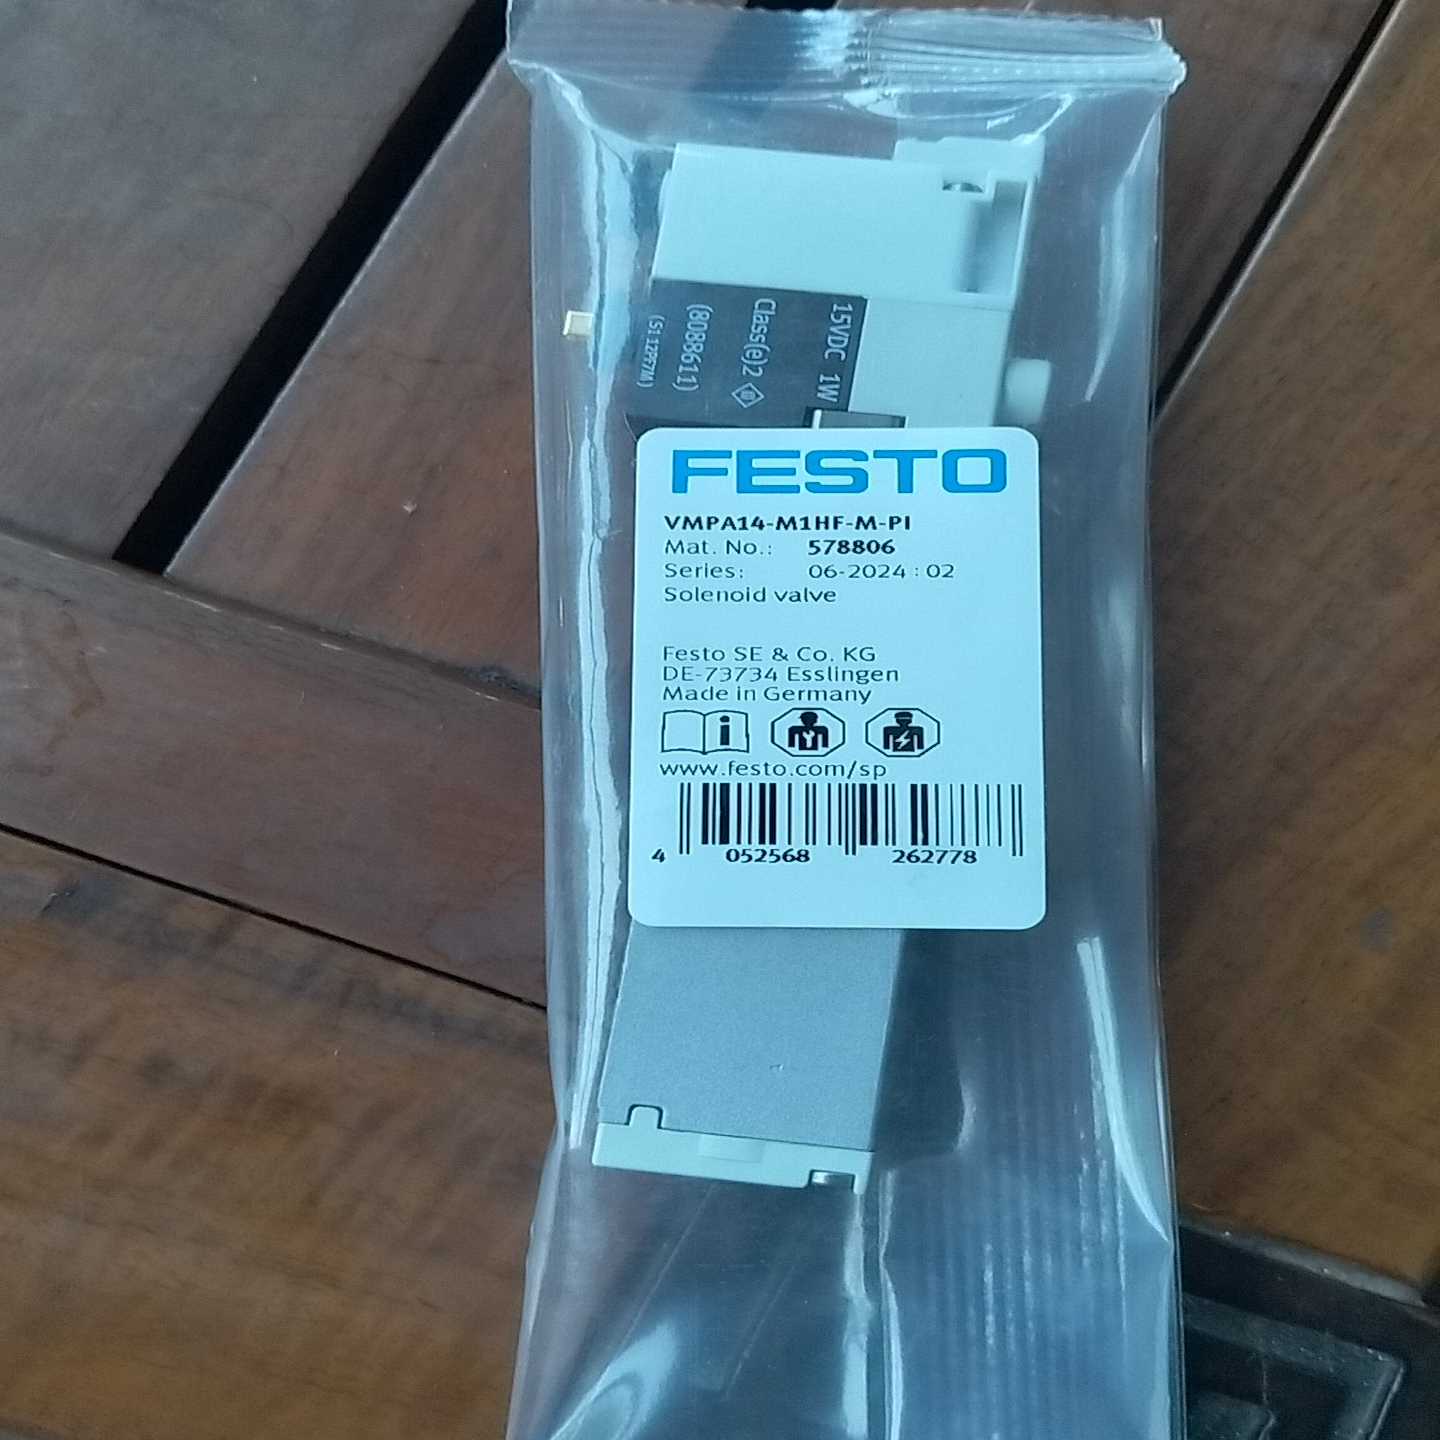 15VDC 1W
Class(e)2
(8088611)
FESTO
VMPA14-M1HF-M-PI
Mat. No.: 578806
Series: 06-2024 : 02
Solenoid valve
Festo SE & Co. KG
DE-73734 Esslingen
Made in Germany
www.festo.com/sp
4 052568 262778